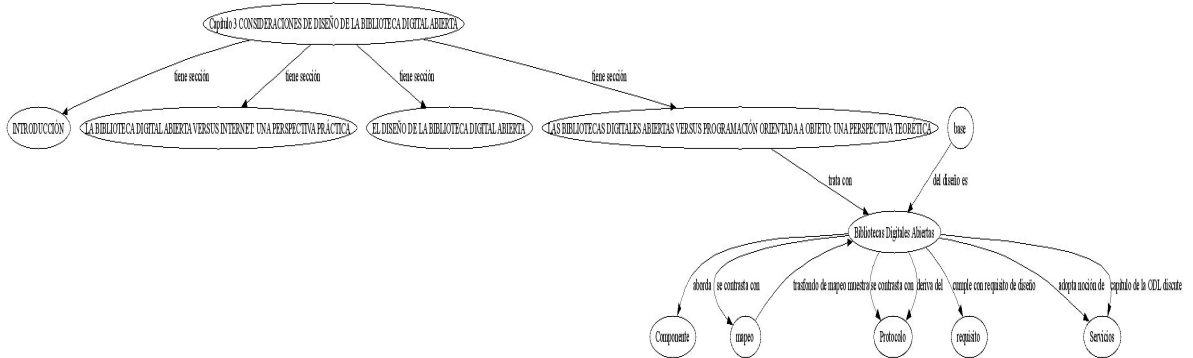 Capítulo 3 CONSIDERACIONES DE DISEÑO DE LA BIBLIOTECA DIGITAL ABIERTA
tiene sección
tiene sección
tiene sección
tiene sección
INTRODUCCIÓN
LA BIBLIOTECA DIGITAL ABIERTA VERSUS INTERNET: UNA PERSPECTIVA PRÁCTICA
EL DISEÑO DE LA BIBLIOTECA DIGITAL ABIERTA
LAS BIBLIOTECAS DIGITALES ABIERTAS VERSUS PROGRAMACIÓN ORIENTADA A OBJETO: UNA PERSPECTIVA TEORÉTICA
base
trata con
del diseño es
Bibliotecas Digitales Abiertas
aborda
se contrasta con
trasfondo de mapeo muestra
se contrasta con
deriva del
cumple con requisito de diseño
adopta noción de
capítulo de la ODL discute
Componente
mapeo
Protocolo
requisito
Servicios